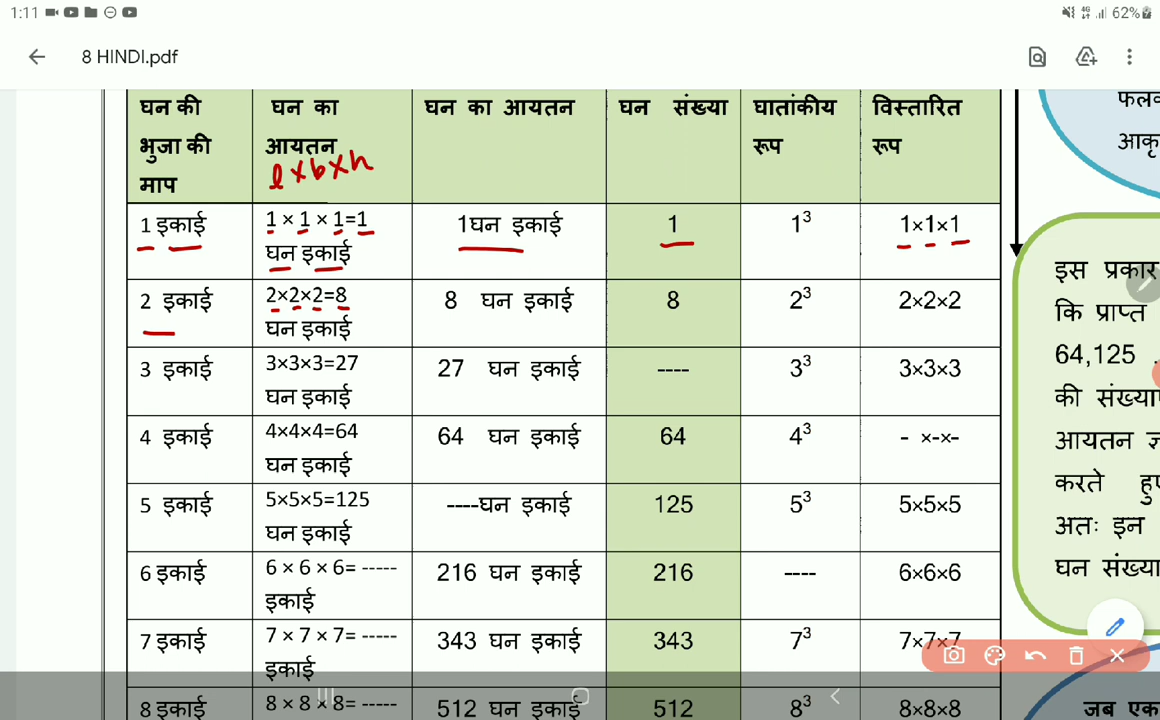 1:11
62%
8 HINDI.pdf
घन की भुजा की माप
घन का आयतन
l×b×h
घन का आयतन
घन संख्या
घातांकीय रूप
विस्तारित रूप
1 इकाई
1 × 1 × 1=1 घन इकाई
1घन इकाई
1
1³
1×1×1
2 इकाई
2×2×2=8 घन इकाई
8 घन इकाई
8
2³
2×2×2
3 इकाई
3×3×3=27 घन इकाई
27 घन इकाई
----
3³
3×3×3
4 इकाई
4×4×4=64 घन इकाई
64 घन इकाई
64
4³
- ×-×-
5 इकाई
5×5×5=125 घन इकाई
----घन इकाई
125
5³
5×5×5
6 इकाई
6 × 6 × 6= ----- इकाई
216 घन इकाई
216
----
6×6×6
7 इकाई
7 × 7 × 7= ----- इकाई
343 घन इकाई
343
7³
7×7×7
8 इकाई
8 × 8 × 8= -----
512 घन इकाई
512
8³
8×8×8
आकृ
इस प्रकार
कि प्राप्त
64,125
की संख्या
आयतन
करते हु
अतः इन
घन संख्या
जब एक